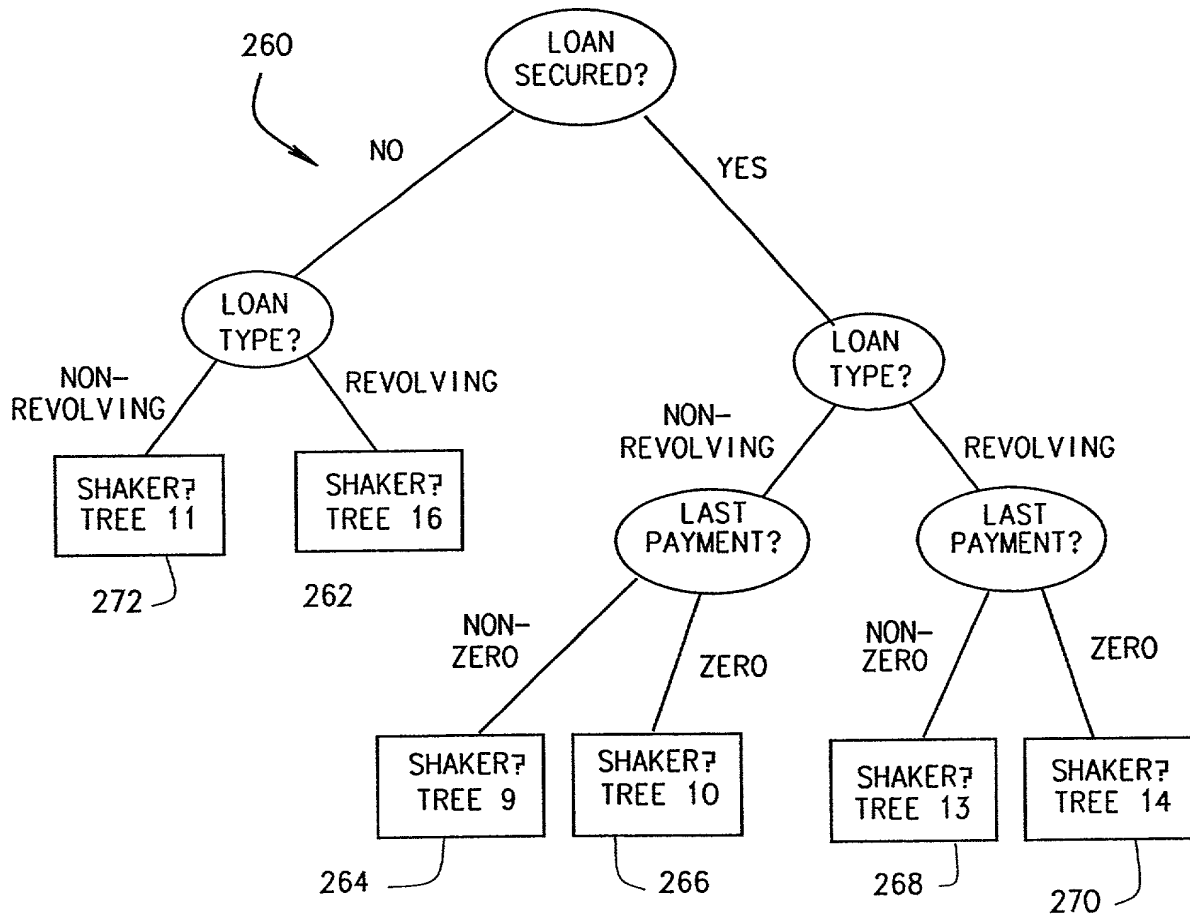 LOAN
SECURED?
260
NO
YES
LOAN
TYPE?
LOAN
TYPE?
NON-
REVOLVING
REVOLVING
NON-
REVOLVING
REVOLVING
SHAKER?
TREE 11
SHAKER?
TREE 16
LAST
PAYMENT?
LAST
PAYMENT?
272
262
NON-
ZERO
ZERO
NON-
ZERO
ZERO
SHAKER?
TREE 9
SHAKER?
TREE 10
SHAKER?
TREE 13
SHAKER?
TREE 14
264
266
268
270